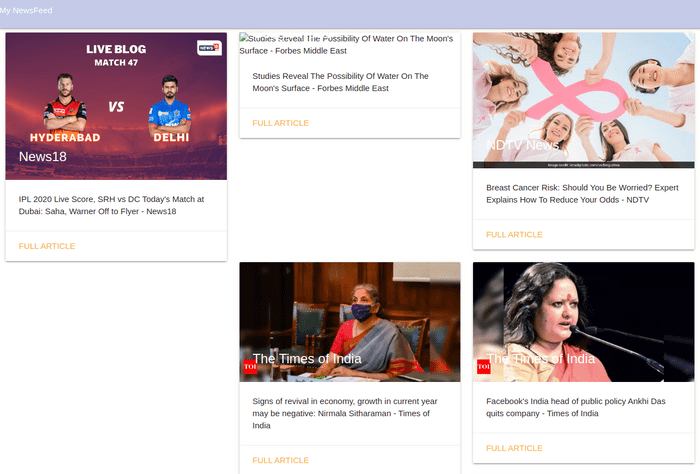 My NewsFeed
LIVE BLOG
MATCH 47
NEWS18
VS
HYDERABAD
DELHI
News18
IPL 2020 Live Score, SRH vs DC Today's Match at
Dubai: Saha, Warner Off to Flyer - News18
FULL ARTICLE
Studies Reveal The Possibility Of Water On The Moon's
Surface - Forbes Middle East
Studies Reveal The Possibility Of Water On The
Moon's Surface - Forbes Middle East
FULL ARTICLE
NDTV News
Breast Cancer Risk: Should You Be Worried? Expert
Explains How To Reduce Your Odds - NDTV
FULL ARTICLE
The Times of India
TOI
Signs of revival in economy, growth in current year
may be negative: Nirmala Sitharaman - Times of
India
FULL ARTICLE
The Times of India
TOI
Facebook's India head of public policy Ankhi Das
quits company - Times of India
FULL ARTICLE